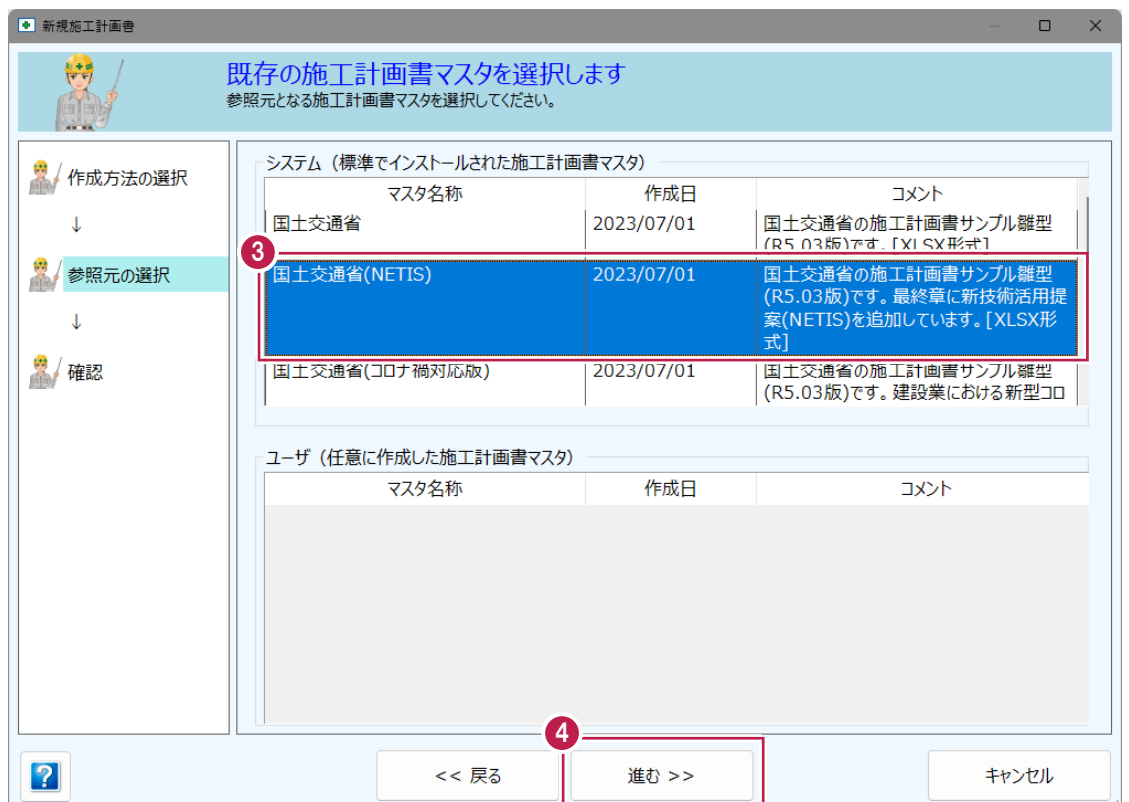 新規施工計画書
既存の施工計画書マスタを選択します
参照元となる施工計画書マスタを選択してください。
作成方法の選択
↓
参照元の選択
↓
確認
システム（標準でインストールされた施工計画書マスタ）
マスタ名称 作成日 コメント
国土交通省 2023/07/01 国土交通省の施工計画書サンプル雛型
(R5.03版)です。[XLSX形式]
3
国土交通省(NETIS) 2023/07/01 国土交通省の施工計画書サンプル雛型
(R5.03版)です。最終章に新技術活用提
案(NETIS)を追加しています。[XLSX形
式]
国土交通省(コロナ禍対応版) 2023/07/01 国土交通省の施工計画書サンプル雛型
(R5.03版)です。建設業における新型コロ
ユーザ（任意に作成した施工計画書マスタ）
マスタ名称 作成日 コメント
4
? << 戻る 進む >> キャンセル